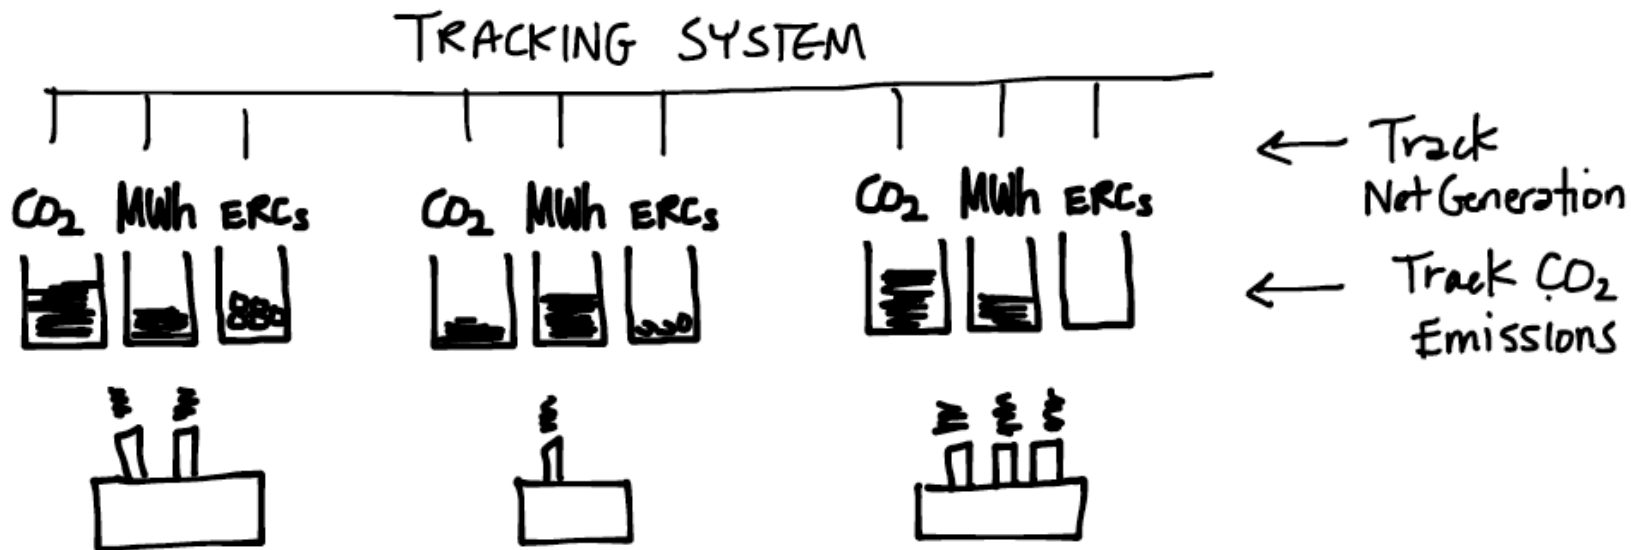 TRACKING SYSTEM
CO₂ MWh ERCs
CO₂ MWh ERCs
CO₂ MWh ERCs
← Track
Net Generation
← Track CO₂
Emissions